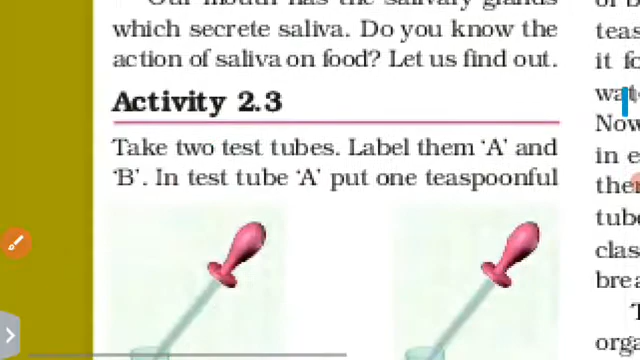 Our mouth has the salivary glands
which secrete saliva. Do you know the
action of saliva on food? Let us find out.
Activity 2.3
Take two test tubes. Label them ‘A’ and
‘B’. In test tube ‘A’ put one teaspoonful
of
teas
it fo
Now
in e
the
tube
clas
brea
T
orga